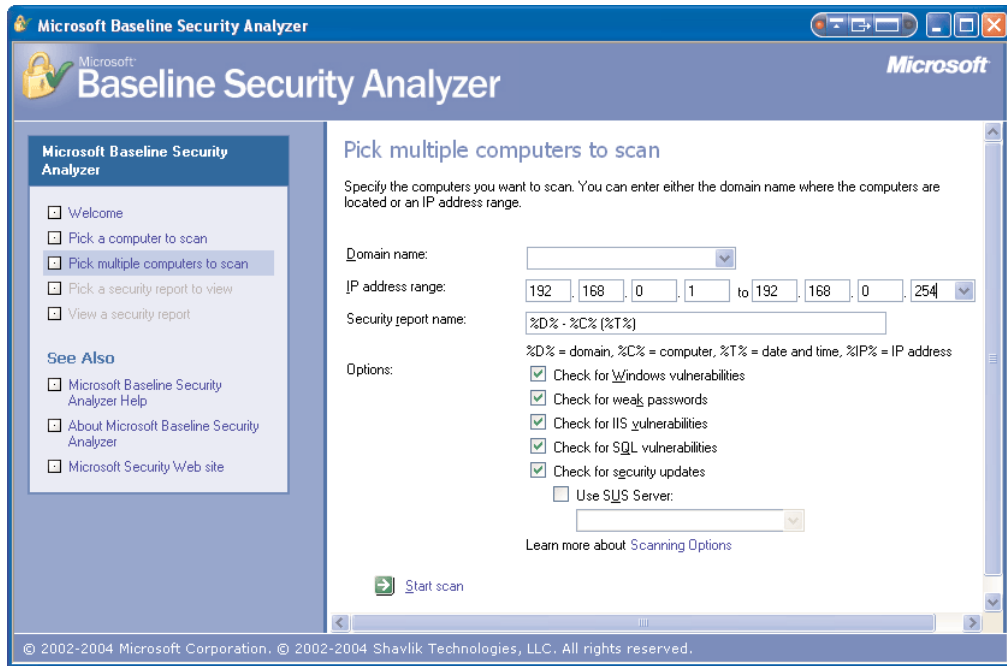 Microsoft Baseline Security Analyzer
Microsoft
Baseline Security Analyzer
Microsoft
Microsoft Baseline Security
Analyzer
Welcome
Pick a computer to scan
Pick multiple computers to scan
Pick a security report to view
View a security report
See Also
Microsoft Baseline Security
Analyzer Help
About Microsoft Baseline Security
Analyzer
Microsoft Security Web site
Pick multiple computers to scan
Specify the computers you want to scan. You can enter either the domain name where the computers are
located or an IP address range.
Domain name:
IP address range: 192 . 168 . 0 . 1 to 192 . 168 . 0 . 254
Security report name: %D% - %C% (%T%)
%D% = domain, %C% = computer, %T% = date and time, %IP% = IP address
Options:
Check for Windows vulnerabilities
Check for weak passwords
Check for IIS vulnerabilities
Check for SQL vulnerabilities
Check for security updates
Use SUS Server:
Learn more about Scanning Options
Start scan
© 2002-2004 Microsoft Corporation. © 2002-2004 Shavlik Technologies, LLC. All rights reserved.